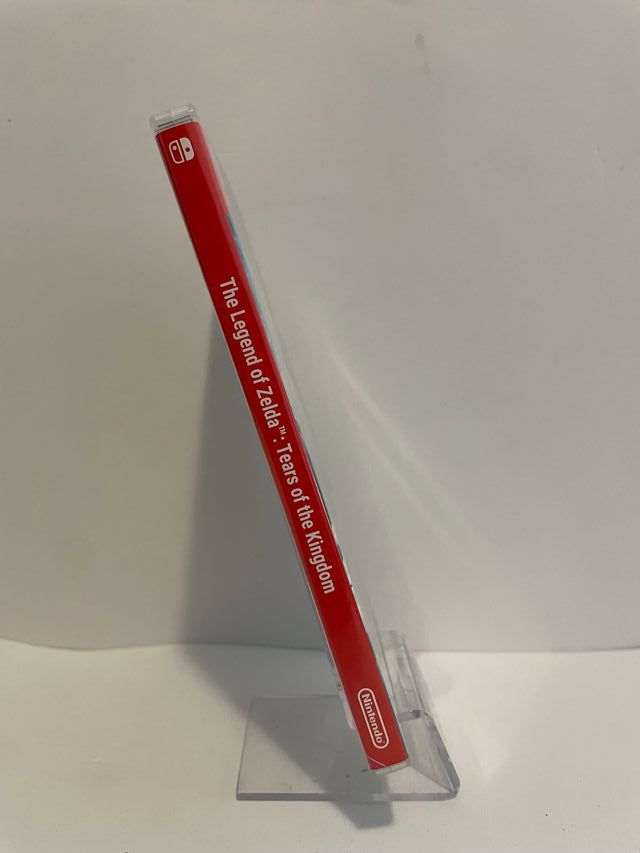 The Legend of Zelda™: Tears of the Kingdom
Nintendo